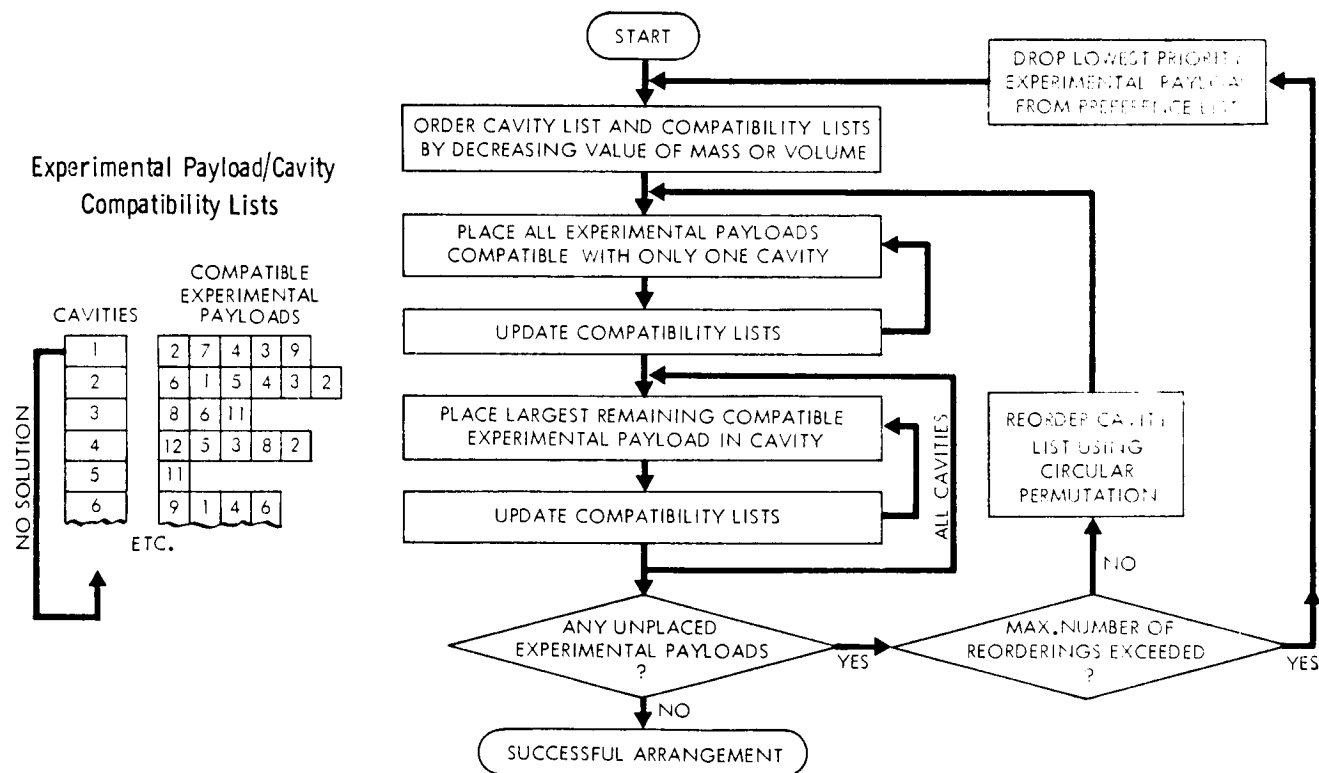 START
DROP LOWEST PRIORITY
EXPERIMENTAL PAYLOAD
FROM PREFERENCE LIST
ORDER CAVITY LIST AND COMPATIBILITY LISTS
BY DECREASING VALUE OF MASS OR VOLUME
Experimental Payload/Cavity
Compatibility Lists
PLACE ALL EXPERIMENTAL PAYLOADS
COMPATIBLE WITH ONLY ONE CAVITY
UPDATE COMPATIBILITY LISTS
COMPATIBLE
EXPERIMENTAL
PAYLOADS
CAVITIES
1 2 7 4 3 9
2 6 1 5 4 3 2
3 8 6 11
4 12 5 3 8 2
5 11
6 9 1 4 6
ETC.
NO SOLUTION
PLACE LARGEST REMAINING COMPATIBLE
EXPERIMENTAL PAYLOAD IN CAVITY
UPDATE COMPATIBILITY LISTS
ALL CAVITIES
REORDER CAVITY
LIST USING
CIRCULAR
PERMUTATION
NO
ANY UNPLACED
EXPERIMENTAL PAYLOADS
?
YES
MAX. NUMBER OF
REORDERINGS EXCEEDED
?
YES
NO
SUCCESSFUL ARRANGEMENT